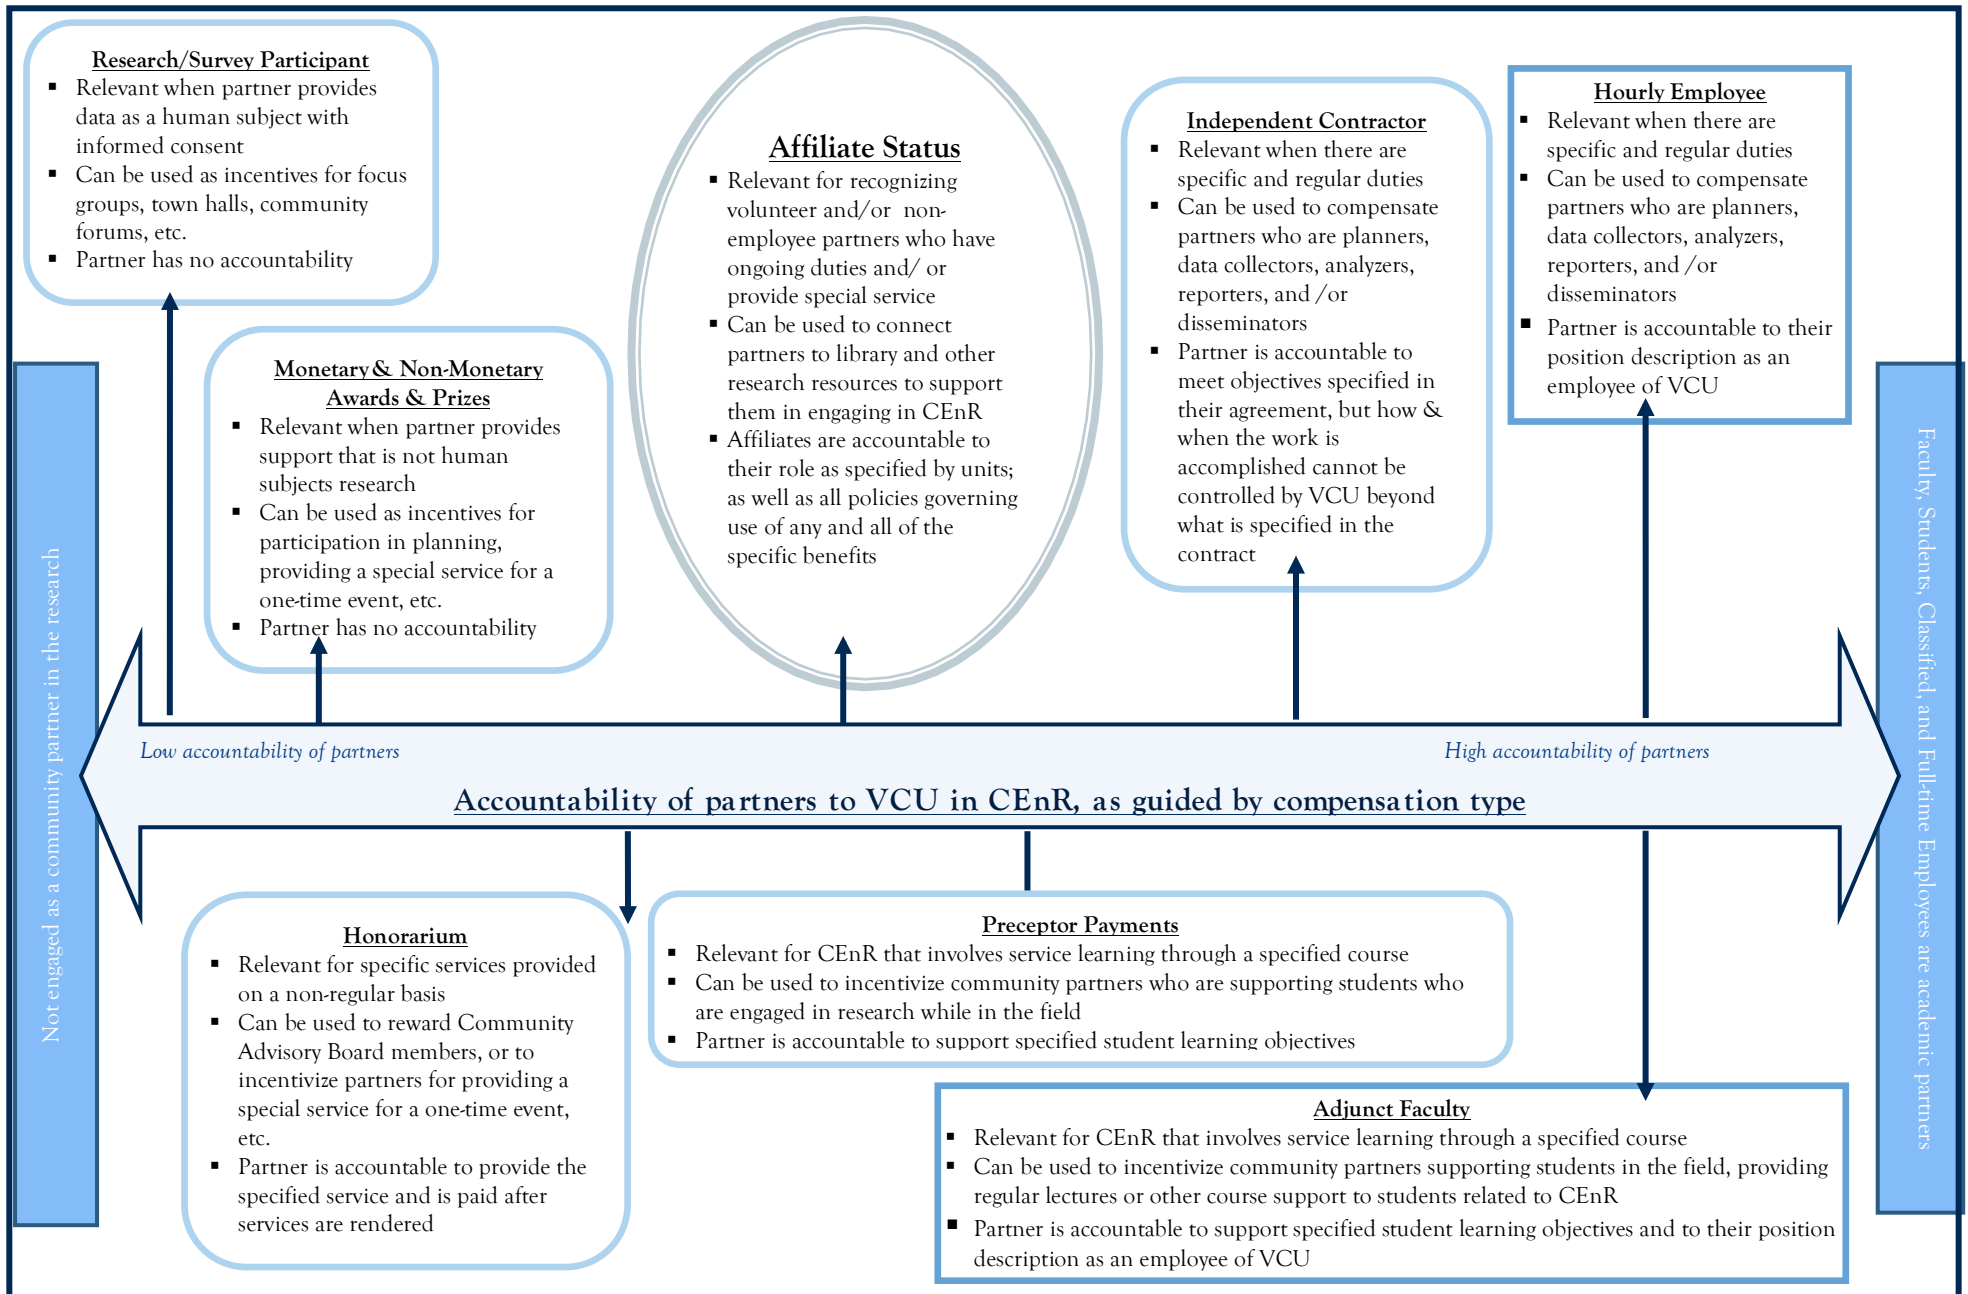 Research/Survey Participant
▪ Relevant when partner provides
data as a human subject with
informed consent
▪ Can be used as incentives for focus
groups, town halls, community
forums, etc.
▪ Partner has no accountability
Monetary & Non-Monetary
Awards & Prizes
▪ Relevant when partner provides
support that is not human
subjects research
▪ Can be used as incentives for
participation in planning,
providing a special service for a
one-time event, etc.
▪ Partner has no accountability
Affiliate Status
▪ Relevant for recognizing
volunteer and/or non-
employee partners who have
ongoing duties and/ or
provide special service
▪ Can be used to connect
partners to library and other
research resources to support
them in engaging in CEnR
▪ Affiliates are accountable to
their role as specified by units;
as well as all policies governing
use of any and all of the
specific benefits
Independent Contractor
▪ Relevant when there are
specific and regular duties
▪ Can be used to compensate
partners who are planners,
data collectors, analyzers,
reporters, and /or
disseminators
▪ Partner is accountable to
meet objectives specified in
their agreement, but how &
when the work is
accomplished cannot be
controlled by VCU beyond
what is specified in the
contract
Hourly Employee
▪ Relevant when there are
specific and regular duties
▪ Can be used to compensate
partners who are planners,
data collectors, analyzers,
reporters, and /or
disseminators
▪ Partner is accountable to their
position description as an
employee of VCU
Not engaged as a community partner in the research
Faculty, Students, Classified, and Full-time Employees are academic partners
Low accountability of partners
High accountability of partners
Accountability of partners to VCU in CEnR, as guided by compensation type
Honorarium
▪ Relevant for specific services provided
on a non-regular basis
▪ Can be used to reward Community
Advisory Board members, or to
incentivize partners for providing a
special service for a one-time event,
etc.
▪ Partner is accountable to provide the
specified service and is paid after
services are rendered
Preceptor Payments
▪ Relevant for CEnR that involves service learning through a specified course
▪ Can be used to incentivize community partners who are supporting students who
are engaged in research while in the field
▪ Partner is accountable to support specified student learning objectives
Adjunct Faculty
▪ Relevant for CEnR that involves service learning through a specified course
▪ Can be used to incentivize community partners supporting students in the field, providing
regular lectures or other course support to students related to CEnR
▪ Partner is accountable to support specified student learning objectives and to their position
description as an employee of VCU